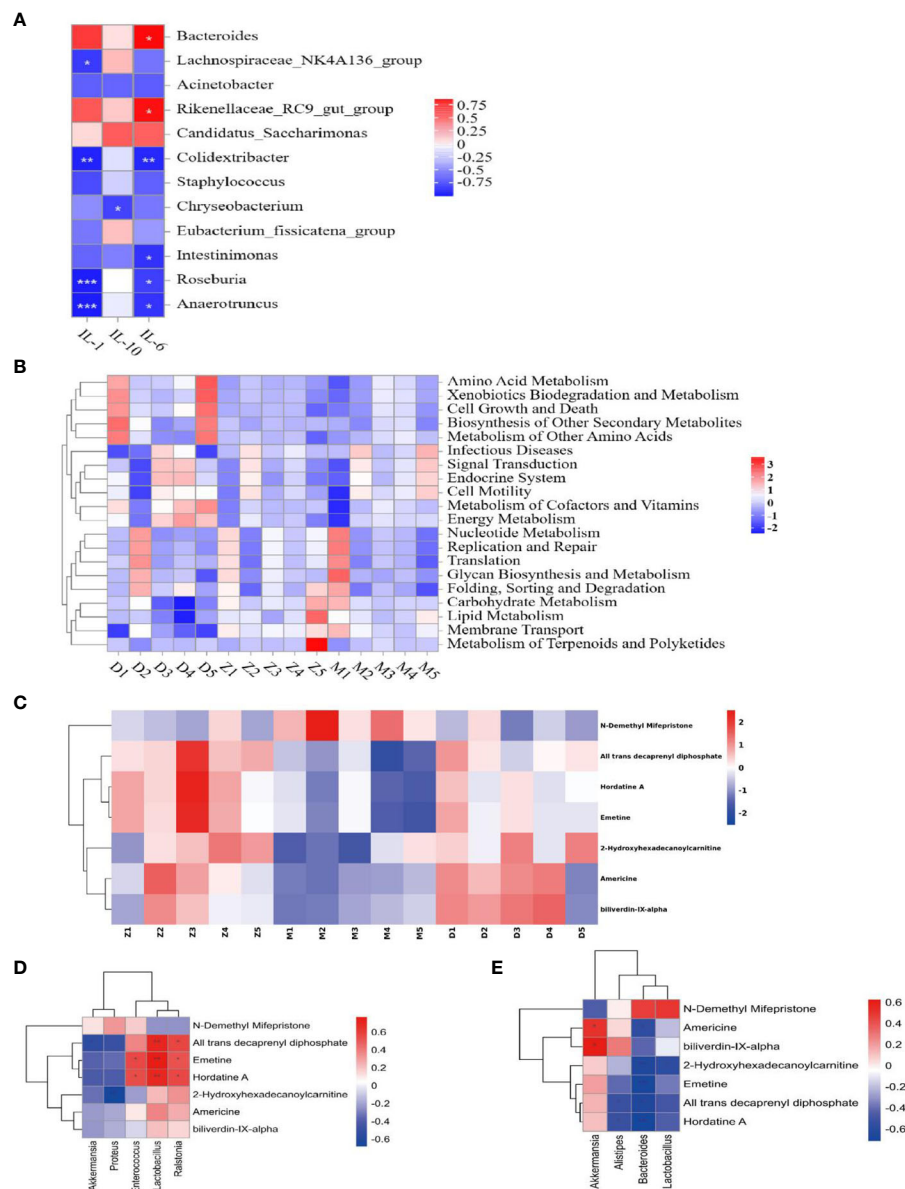 A
Bacteroides
Lachnospiraceae_NK4A136_group
Acinetobacter
Rikenellaceae_RC9_gut_group
Candidatus_Saccharimonas
Colidextribacter
Staphylococcus
Chryseobacterium
Eubacterium_fissicatena_group
Intestinimonas
Roseburia
Anaerotruncus
* * * ** ** * * *** * *** *
IL-1 IL-10 IL-6
0.75
0.50
0.25
0
-0.25
-0.50
-0.75
B
Amino Acid Metabolism
Xenobiotics Biodegradation and Metabolism
Cell Growth and Death
Biosynthesis of Other Secondary Metabolites
Metabolism of Other Amino Acids
Infectious Diseases
Signal Transduction
Endocrine System
Cell Motility
Metabolism of Cofactors and Vitamins
Energy Metabolism
Nucleotide Metabolism
Replication and Repair
Translation
Glycan Biosynthesis and Metabolism
Folding, Sorting and Degradation
Carbohydrate Metabolism
Lipid Metabolism
Membrane Transport
Metabolism of Terpenoids and Polyketides
D1 D2 D3 D4 D5 Z1 Z2 Z3 Z4 Z5 M1 M2 M3 M4 M5
3
2
1
0
-1
-2
C
N-Demethyl Mifepristone
All trans decaprenyl diphosphate
Hordatine A
Emetine
2-Hydroxyhexadecanoylcarnitine
Americine
biliverdin-IX-alpha
Z1 Z2 Z3 Z4 Z5 M1 M2 M3 M4 M5 D1 D2 D3 D4 D5
2
1
0
-1
-2
D
N-Demethyl Mifepristone
All trans decaprenyl diphosphate
Emetine
Hordatine A
2-Hydroxyhexadecanoylcarnitine
Americine
biliverdin-IX-alpha
Akkermansia Proteus Enterococcus Lactobacillus Ralstonia
0.6
0.4
0.2
0
-0.2
-0.4
-0.6
E
N-Demethyl Mifepristone
Americine
biliverdin-IX-alpha
2-Hydroxyhexadecanoylcarnitine
Emetine
All trans decaprenyl diphosphate
Hordatine A
Akkermansia Alistipes Bacteroides Lactobacillus
0.6
0.4
0.2
0
-0.2
-0.4
-0.6